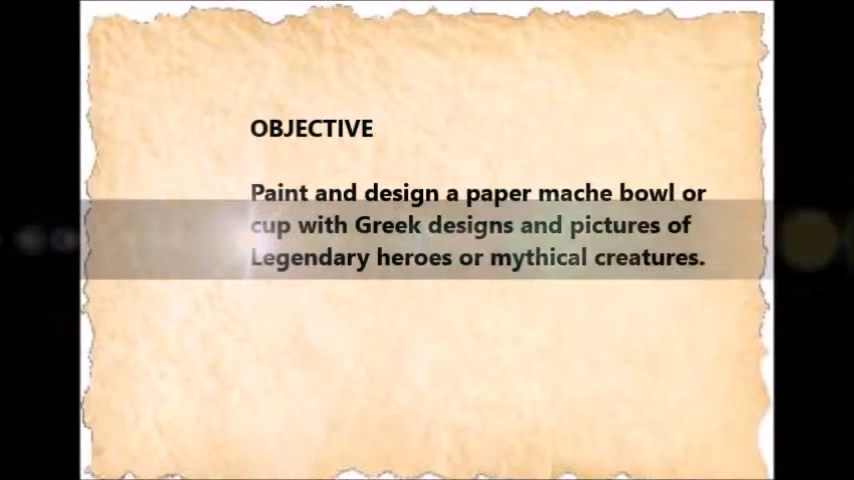 OBJECTIVE
Paint and design a paper mache bowl or
cup with Greek designs and pictures of
Legendary heroes or mythical creatures.